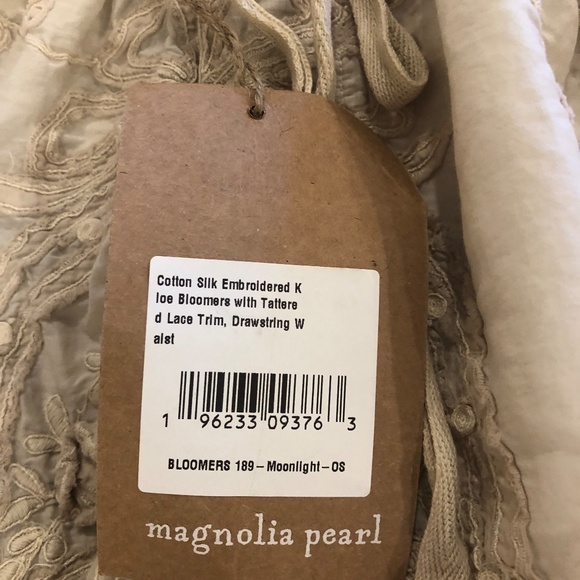 Cotton Silk Embroidered K
loe Bloomers with Tattere
d Lace Trim, Drawstring W
aist
1 96233 09376 3
BLOOMERS 189-Moonlight-OS
magnolia pearl